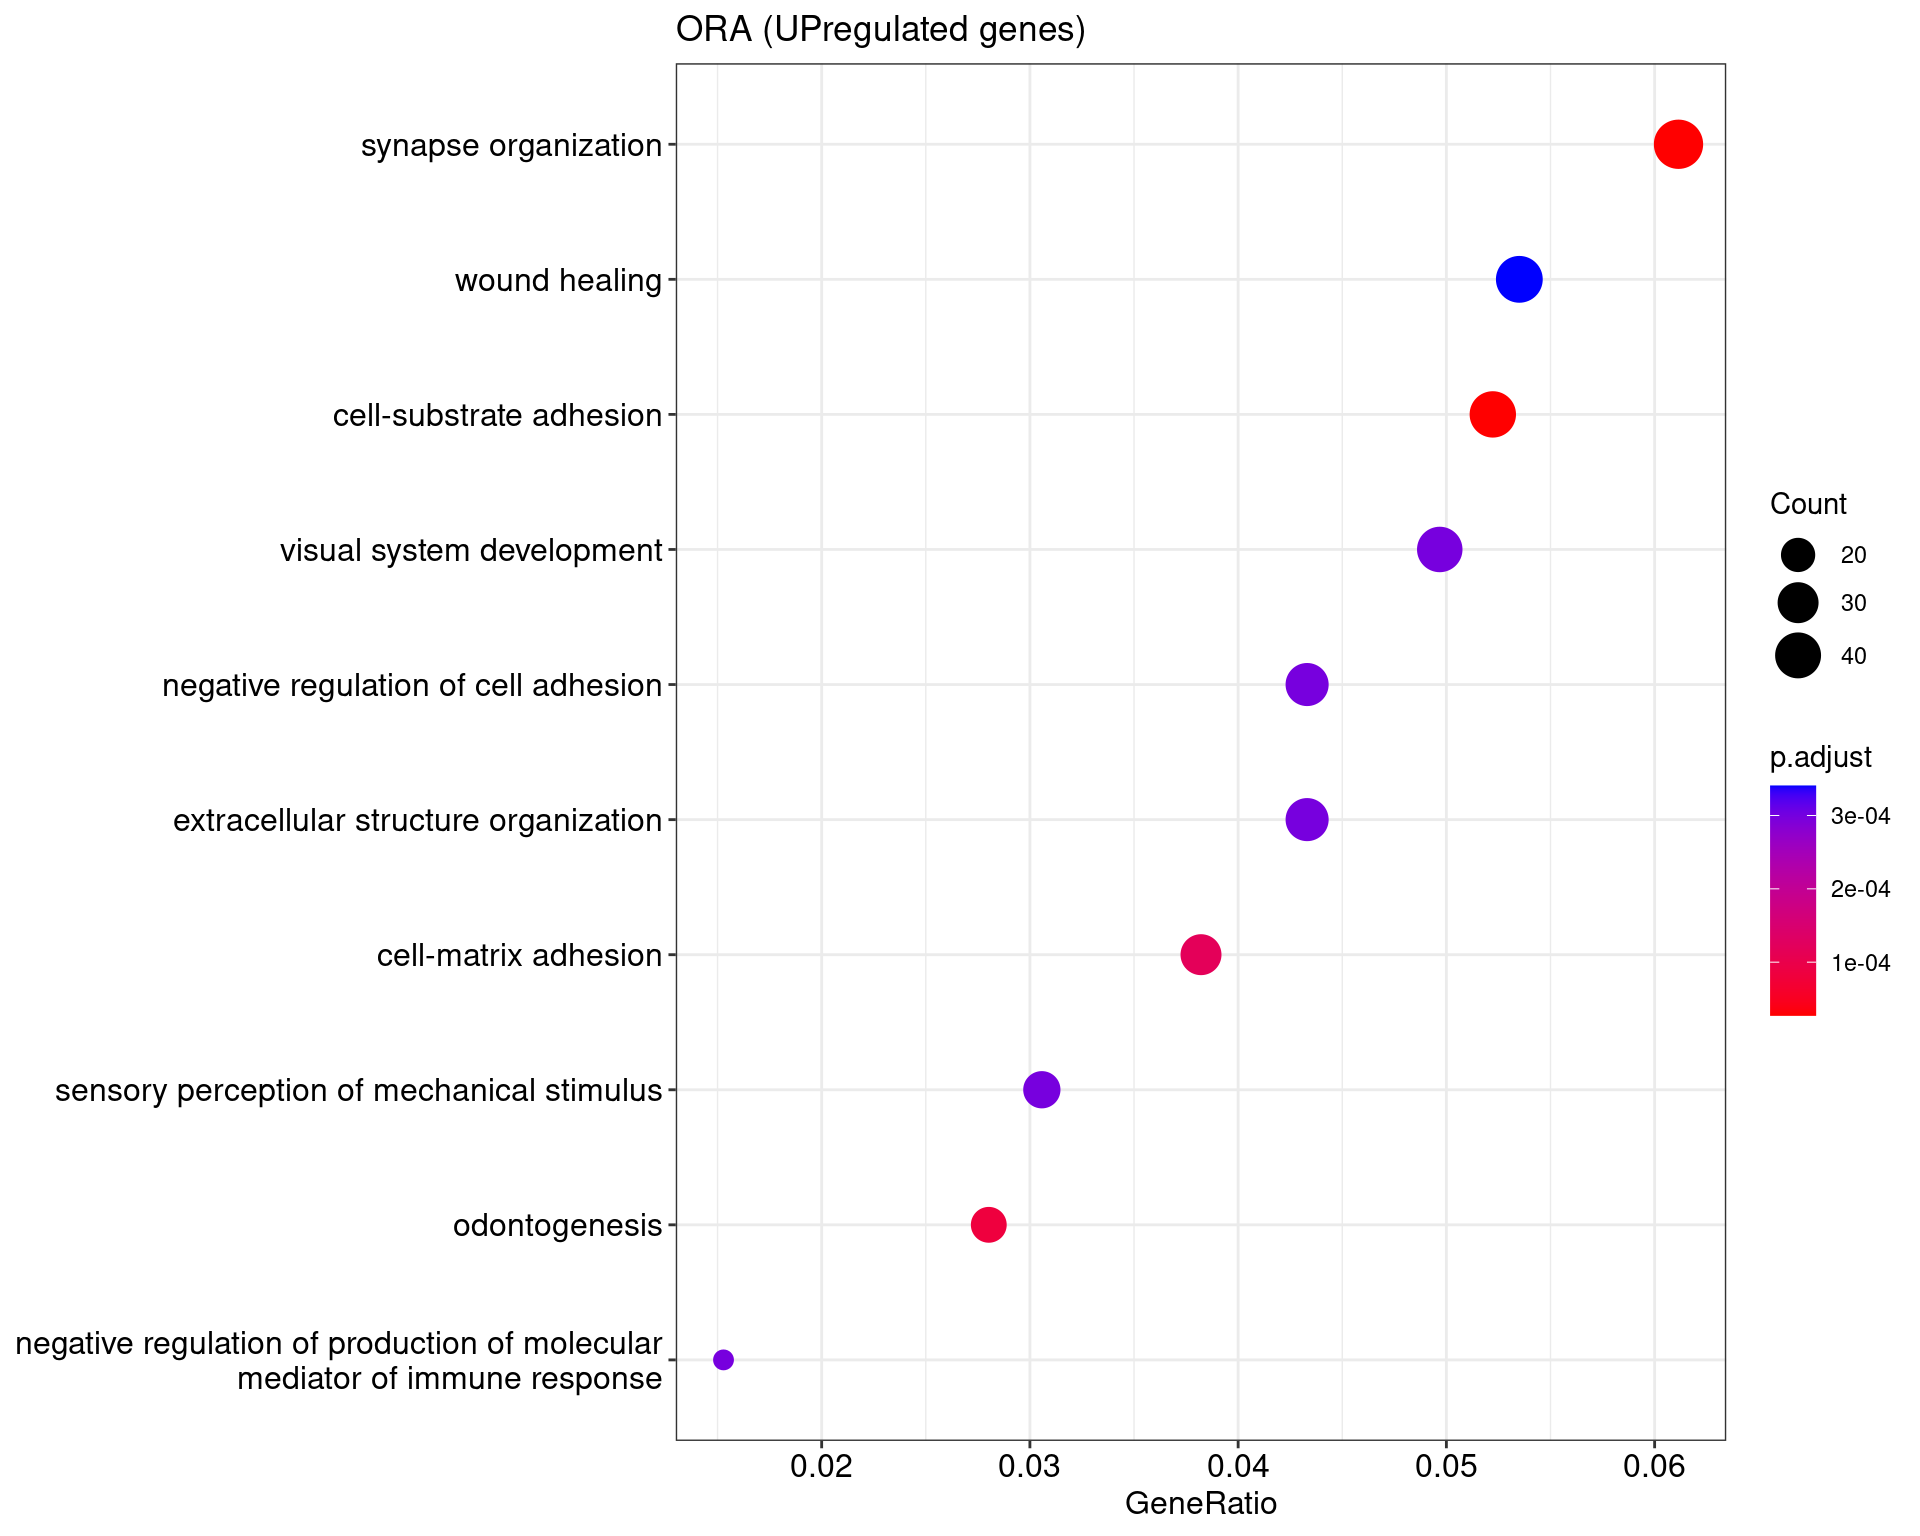 ORA (UPregulated genes)
synapse organization
wound healing
cell-substrate adhesion
visual system development
negative regulation of cell adhesion
extracellular structure organization
cell-matrix adhesion
sensory perception of mechanical stimulus
odontogenesis
negative regulation of production of molecular
mediator of immune response
0.02 0.03 0.04 0.05 0.06
GeneRatio
Count
20
30
40
p.adjust
3e-04
2e-04
1e-04